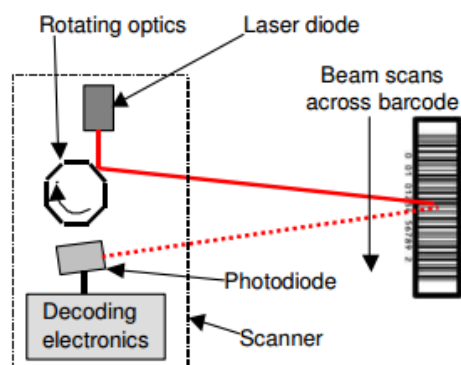 Rotating optics
Laser diode
Beam scans
across barcode
Photodiode
Decoding
electronics
Scanner